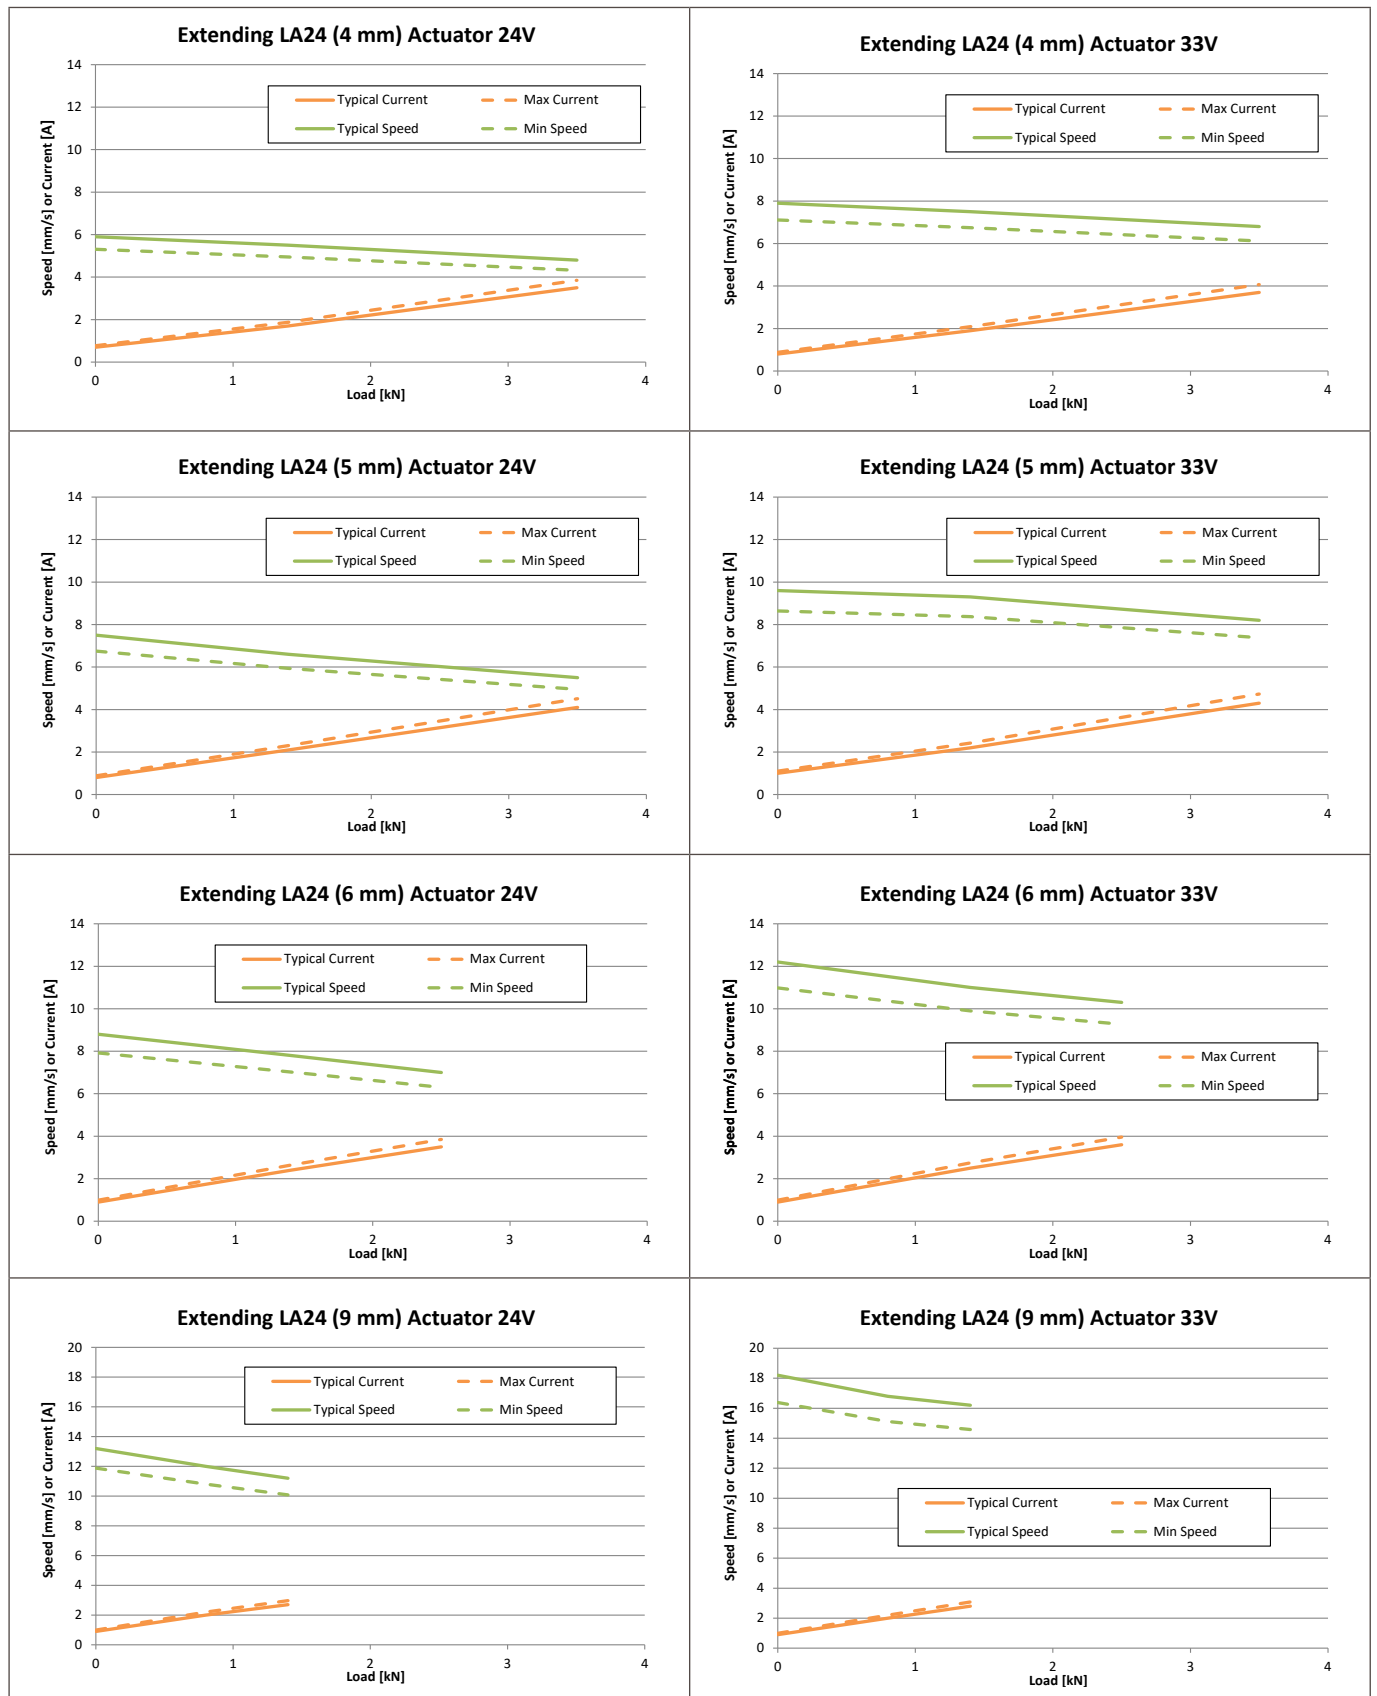 Extending LA24 (4 mm) Actuator 24V
Speed [mm/s] or Current [A]
14
12
10
8
6
4
2
0
Typical Current
Max Current
Typical Speed
Min Speed
0 1 2 3 4
Load [kN]
Extending LA24 (4 mm) Actuator 33V
Speed [mm/s] or Current [A]
14
12
10
8
6
4
2
0
Typical Current
Max Current
Typical Speed
Min Speed
0 1 2 3 4
Load [kN]
Extending LA24 (5 mm) Actuator 24V
Speed [mm/s] or Current [A]
14
12
10
8
6
4
2
0
Typical Current
Max Current
Typical Speed
Min Speed
0 1 2 3 4
Load [kN]
Extending LA24 (5 mm) Actuator 33V
Speed [mm/s] or Current [A]
14
12
10
8
6
4
2
0
Typical Current
Max Current
Typical Speed
Min Speed
0 1 2 3 4
Load [kN]
Extending LA24 (6 mm) Actuator 24V
Speed [mm/s] or Current [A]
14
12
10
8
6
4
2
0
Typical Current
Max Current
Typical Speed
Min Speed
0 1 2 3 4
Load [kN]
Extending LA24 (6 mm) Actuator 33V
Speed [mm/s] or Current [A]
14
12
10
8
6
4
2
0
Typical Current
Max Current
Typical Speed
Min Speed
0 1 2 3 4
Load [kN]
Extending LA24 (9 mm) Actuator 24V
Speed [mm/s] or Current [A]
20
18
16
14
12
10
8
6
4
2
0
Typical Current
Max Current
Typical Speed
Min Speed
0 1 2 3 4
Load [kN]
Extending LA24 (9 mm) Actuator 33V
Speed [mm/s] or Current [A]
20
18
16
14
12
10
8
6
4
2
0
Typical Current
Max Current
Typical Speed
Min Speed
0 1 2 3 4
Load [kN]